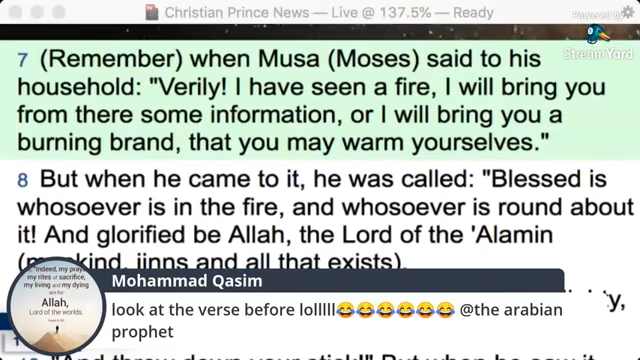 Christian Prince News — Live @ 137.5% — Ready
Powered by
StreamYard
7 (Remember) when Musa (Moses) said to his
household: "Verily! I have seen a fire, I will bring you
from there some information, or I will bring you a
burning brand, that you may warm yourselves."
8 But when he came to it, he was called: "Blessed is
whosoever is in the fire, and whosoever is round about
it! And glorified be Allah, the Lord of the 'Alamin
jinns and all that exists).
"Indeed, my prayer,
my rites of sacrifice,
my living and my dying
are for
Allah,
Lord of the worlds.
Mohammad Qasim
look at the verse before lolllll😂😂😂😂😂😂 @the arabian
prophet
"And throw down your stick!" But when he saw it